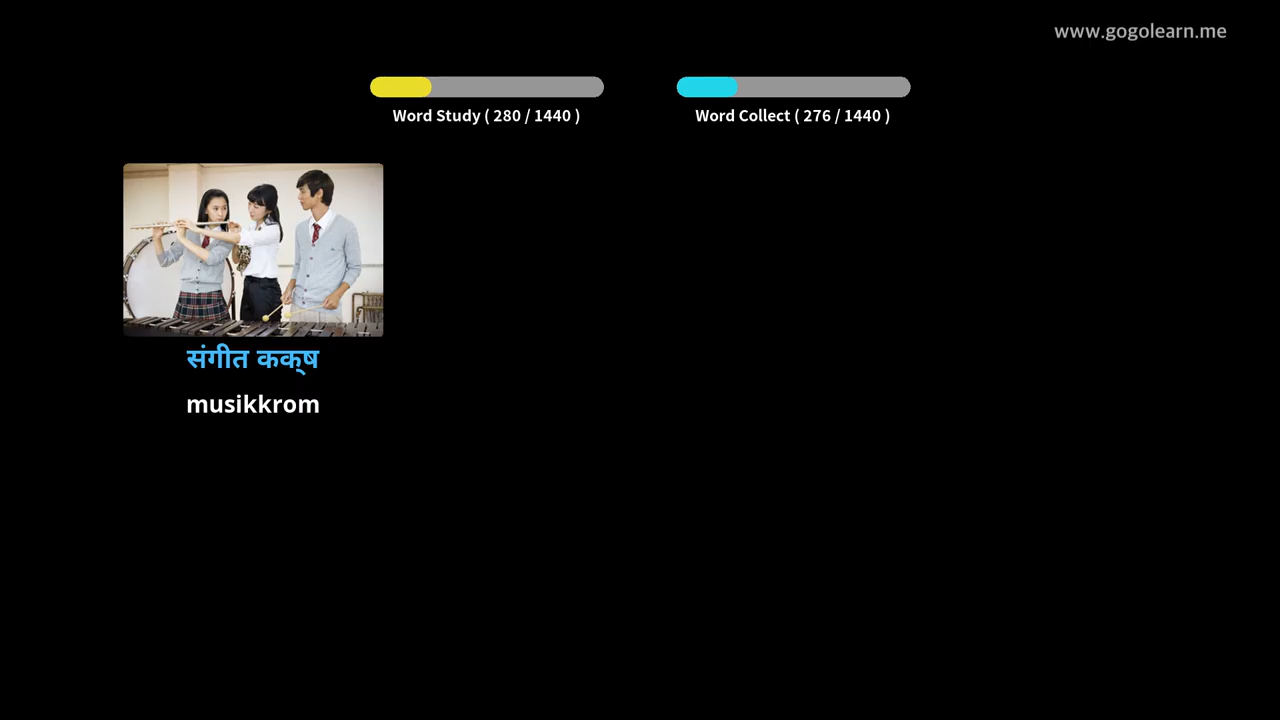 www.gogolearn.me
Word Study ( 280 / 1440 )
Word Collect ( 276 / 1440 )
संगीत कक्ष
musikkrom